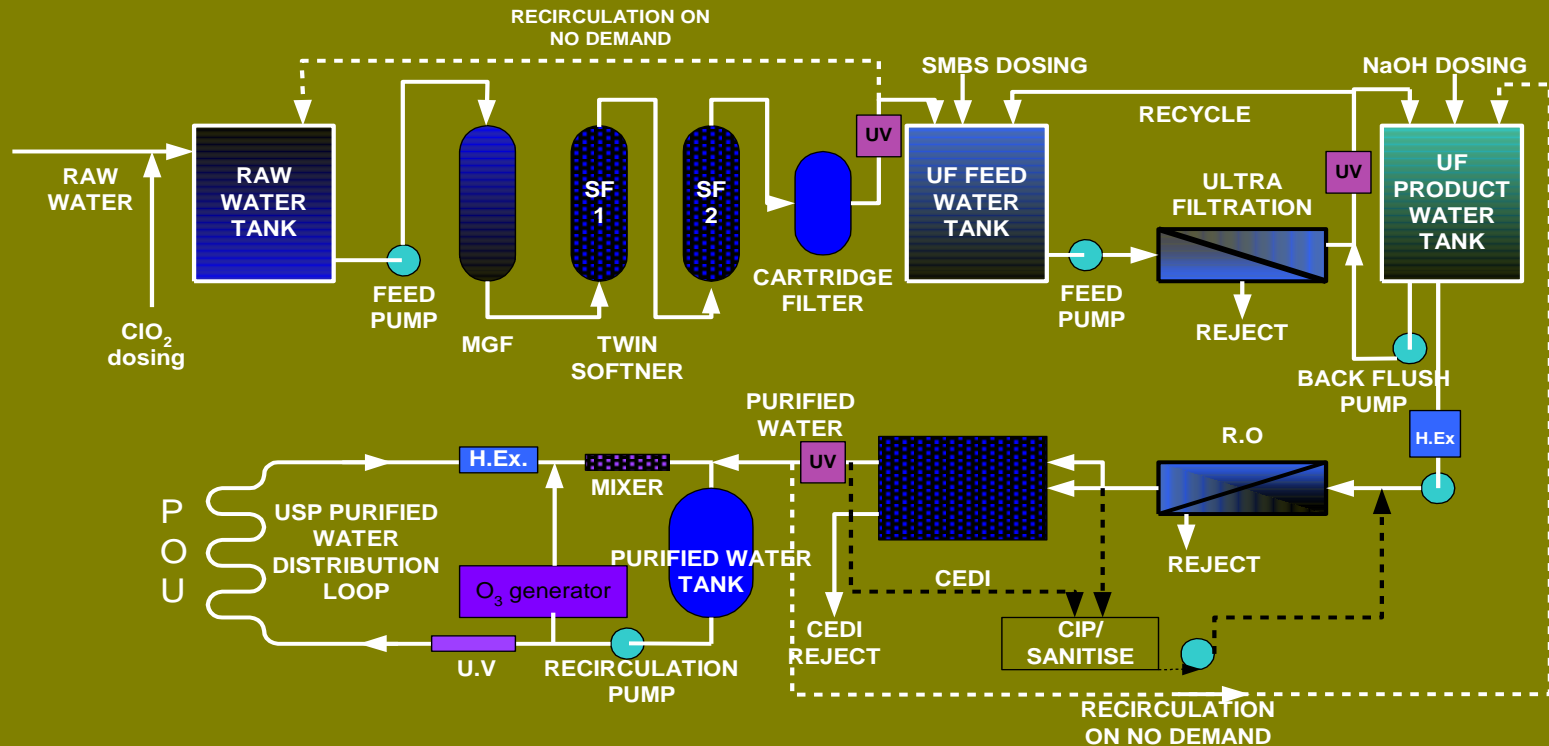 RECIRCULATION ON
NO DEMAND
SMBS DOSING
NaOH DOSING
RECYCLE
RAW
WATER
RAW
WATER
TANK
ClO2
dosing
FEED
PUMP
MGF
SF
1
SF
2
TWIN
SOFTNER
CARTRIDGE
FILTER
UV
UF FEED
WATER
TANK
FEED
PUMP
ULTRA
FILTRATION
REJECT
UV
UF
PRODUCT
WATER
TANK
BACK FLUSH
PUMP
H.Ex
R.O
REJECT
PURIFIED
WATER
UV
CEDI
CEDI
REJECT
CIP/
SANITISE
H.Ex.
MIXER
PURIFIED WATER
TANK
O3 generator
RECIRCULATION
PUMP
U.V
USP PURIFIED
WATER
DISTRIBUTION
LOOP
P
O
U
RECIRCULATION
ON NO DEMAND